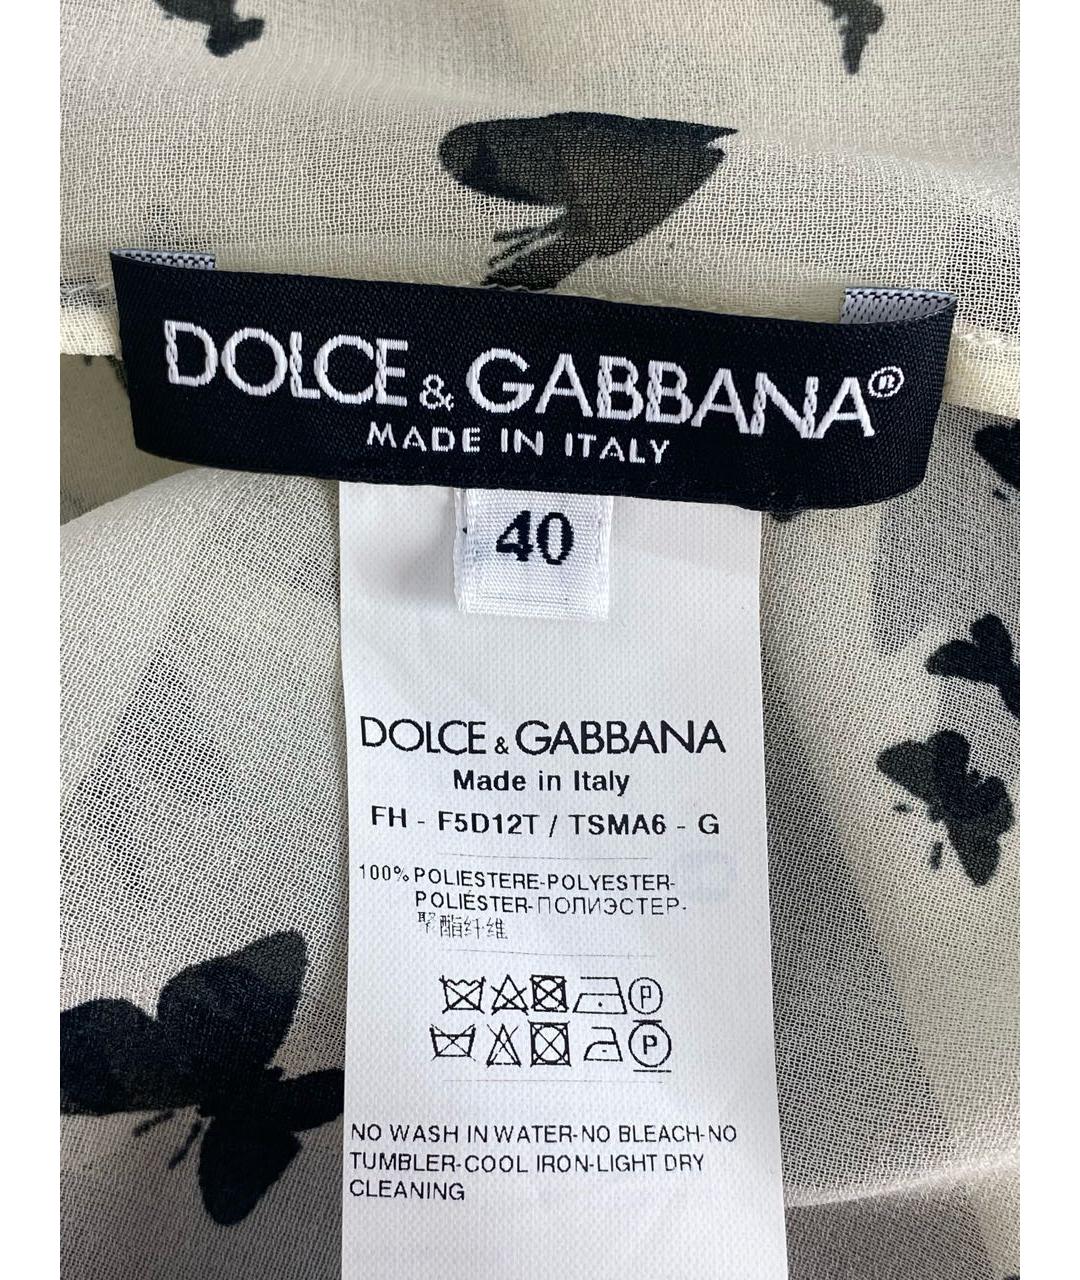 DOLCE & GABBANA®
MADE IN ITALY
40
DOLCE & GABBANA
Made in Italy
FH - F5D12T / TSMA6 - G
100% POLIESTERE-POLYESTER-
POLIÉSTER-ПОЛИЭСТЕР-
聚酯纤维
P
P
NO WASH IN WATER-NO BLEACH-NO
TUMBLER-COOL IRON-LIGHT DRY
CLEANING